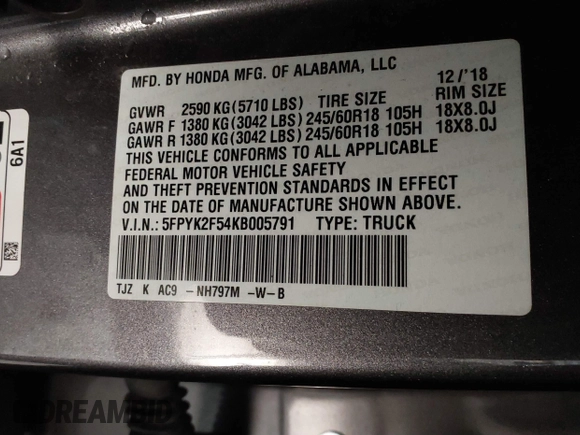 MFD. BY HONDA MFG. OF ALABAMA, LLC 12/'18
GVWR 2590 KG(5710 LBS) TIRE SIZE RIM SIZE
GAWR F 1380 KG(3042 LBS) 245/60R18 105H 18X8.0J
GAWR R 1380 KG(3042 LBS) 245/60R18 105H 18X8.0J
THIS VEHICLE CONFORMS TO ALL APPLICABLE
FEDERAL MOTOR VEHICLE SAFETY
AND THEFT PREVENTION STANDARDS IN EFFECT
ON THE DATE OF MANUFACTURE SHOWN ABOVE.
V.I.N.: 5FPYK2F54KB005791 TYPE: TRUCK
TJZ K AC9 -NH797M -W-B
6A1